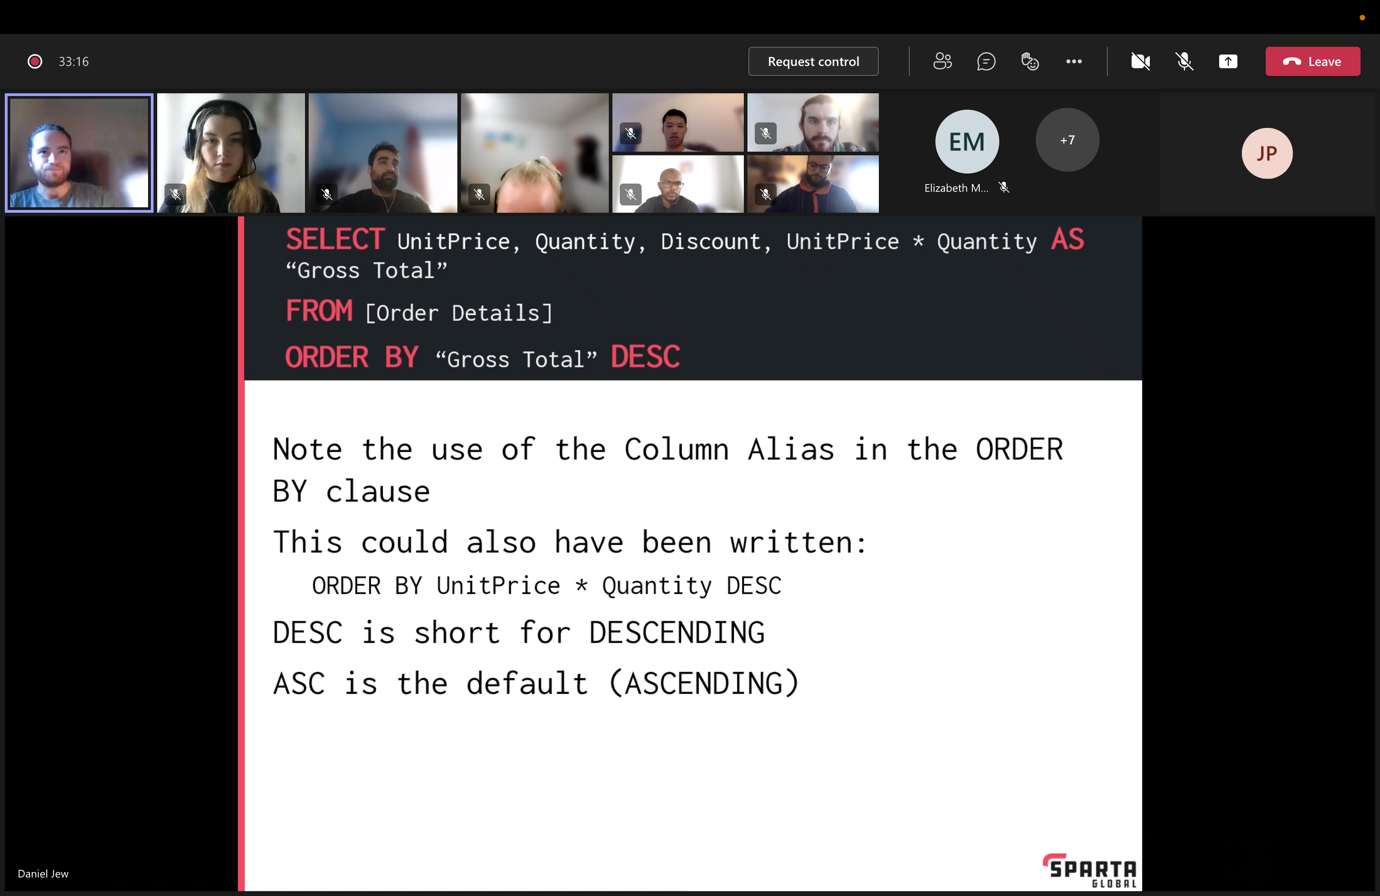 33:16
Request control
Leave
EM
+7
JP
Elizabeth M...
SELECT UnitPrice, Quantity, Discount, UnitPrice * Quantity AS
“Gross Total”
FROM [Order Details]
ORDER BY “Gross Total” DESC
Note the use of the Column Alias in the ORDER
BY clause
This could also have been written:
ORDER BY UnitPrice * Quantity DESC
DESC is short for DESCENDING
ASC is the default (ASCENDING)
Daniel Jew
SPARTA
GLOBAL